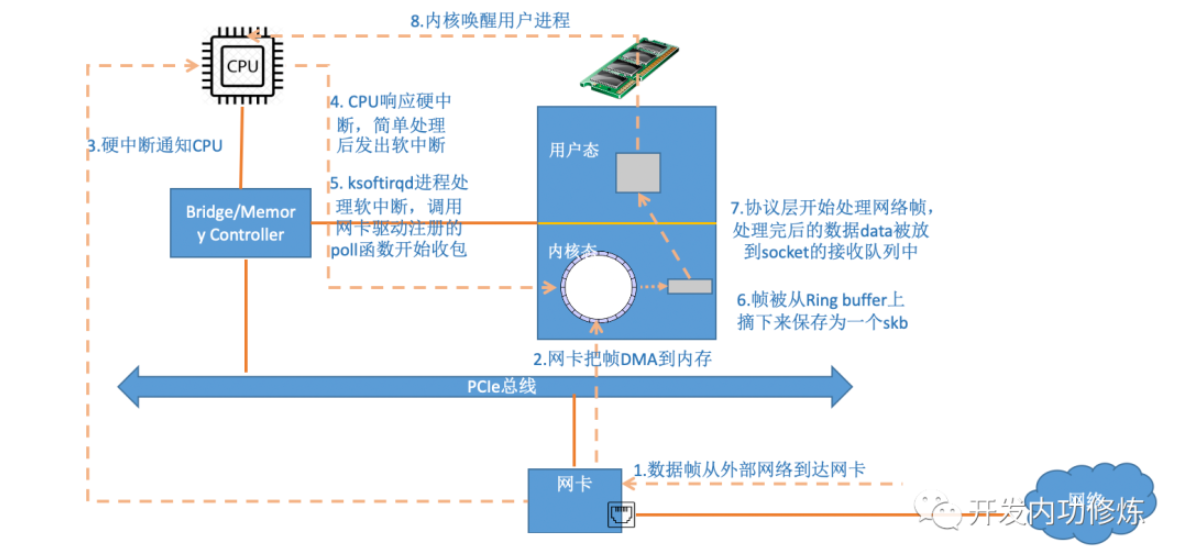 8.内核唤醒用户进程
CPU
4. CPU响应硬中
断，简单处理
后发出软中断
3.硬中断通知CPU
用户态
5. ksoftirqd进程处
理软中断，调用
网卡驱动注册的
poll函数开始收包
Bridge/Memor
y Controller
7.协议层开始处理网络帧，
处理完后的数据data被放
到socket的接收队列中
内核态
6.帧被从Ring buffer上
摘下来保存为一个skb
2.网卡把帧DMA到内存
PCIe总线
1.数据帧从外部网络到达网卡
网卡
网络
开发内功修炼